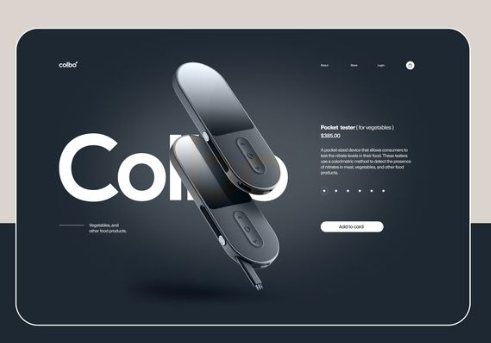 colbo
About
Store
Login
Colbo
Pocket tester ( for vegetables )
$385.00
A pocket-sized device that allows consumers to
test the nitrate levels in their food. These testers
use a colorimetric method to detect the presence
of nitrates in meat, vegetables, and other food
products.
Vegetables, and
other food products.
Add to card